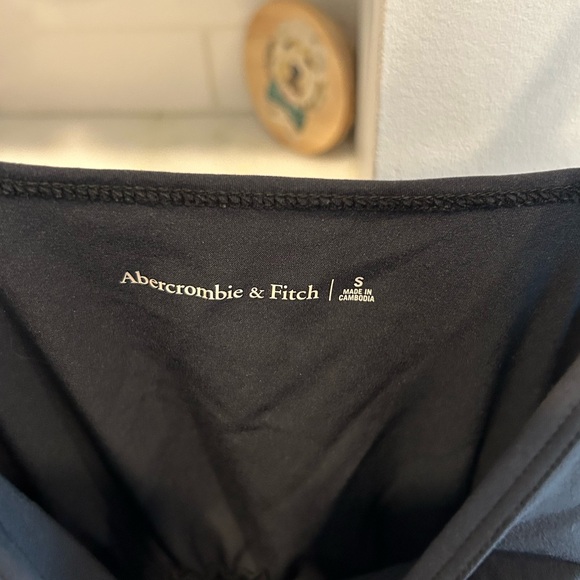 Abercrombie & Fitch | S
MADE IN
CAMBODIA